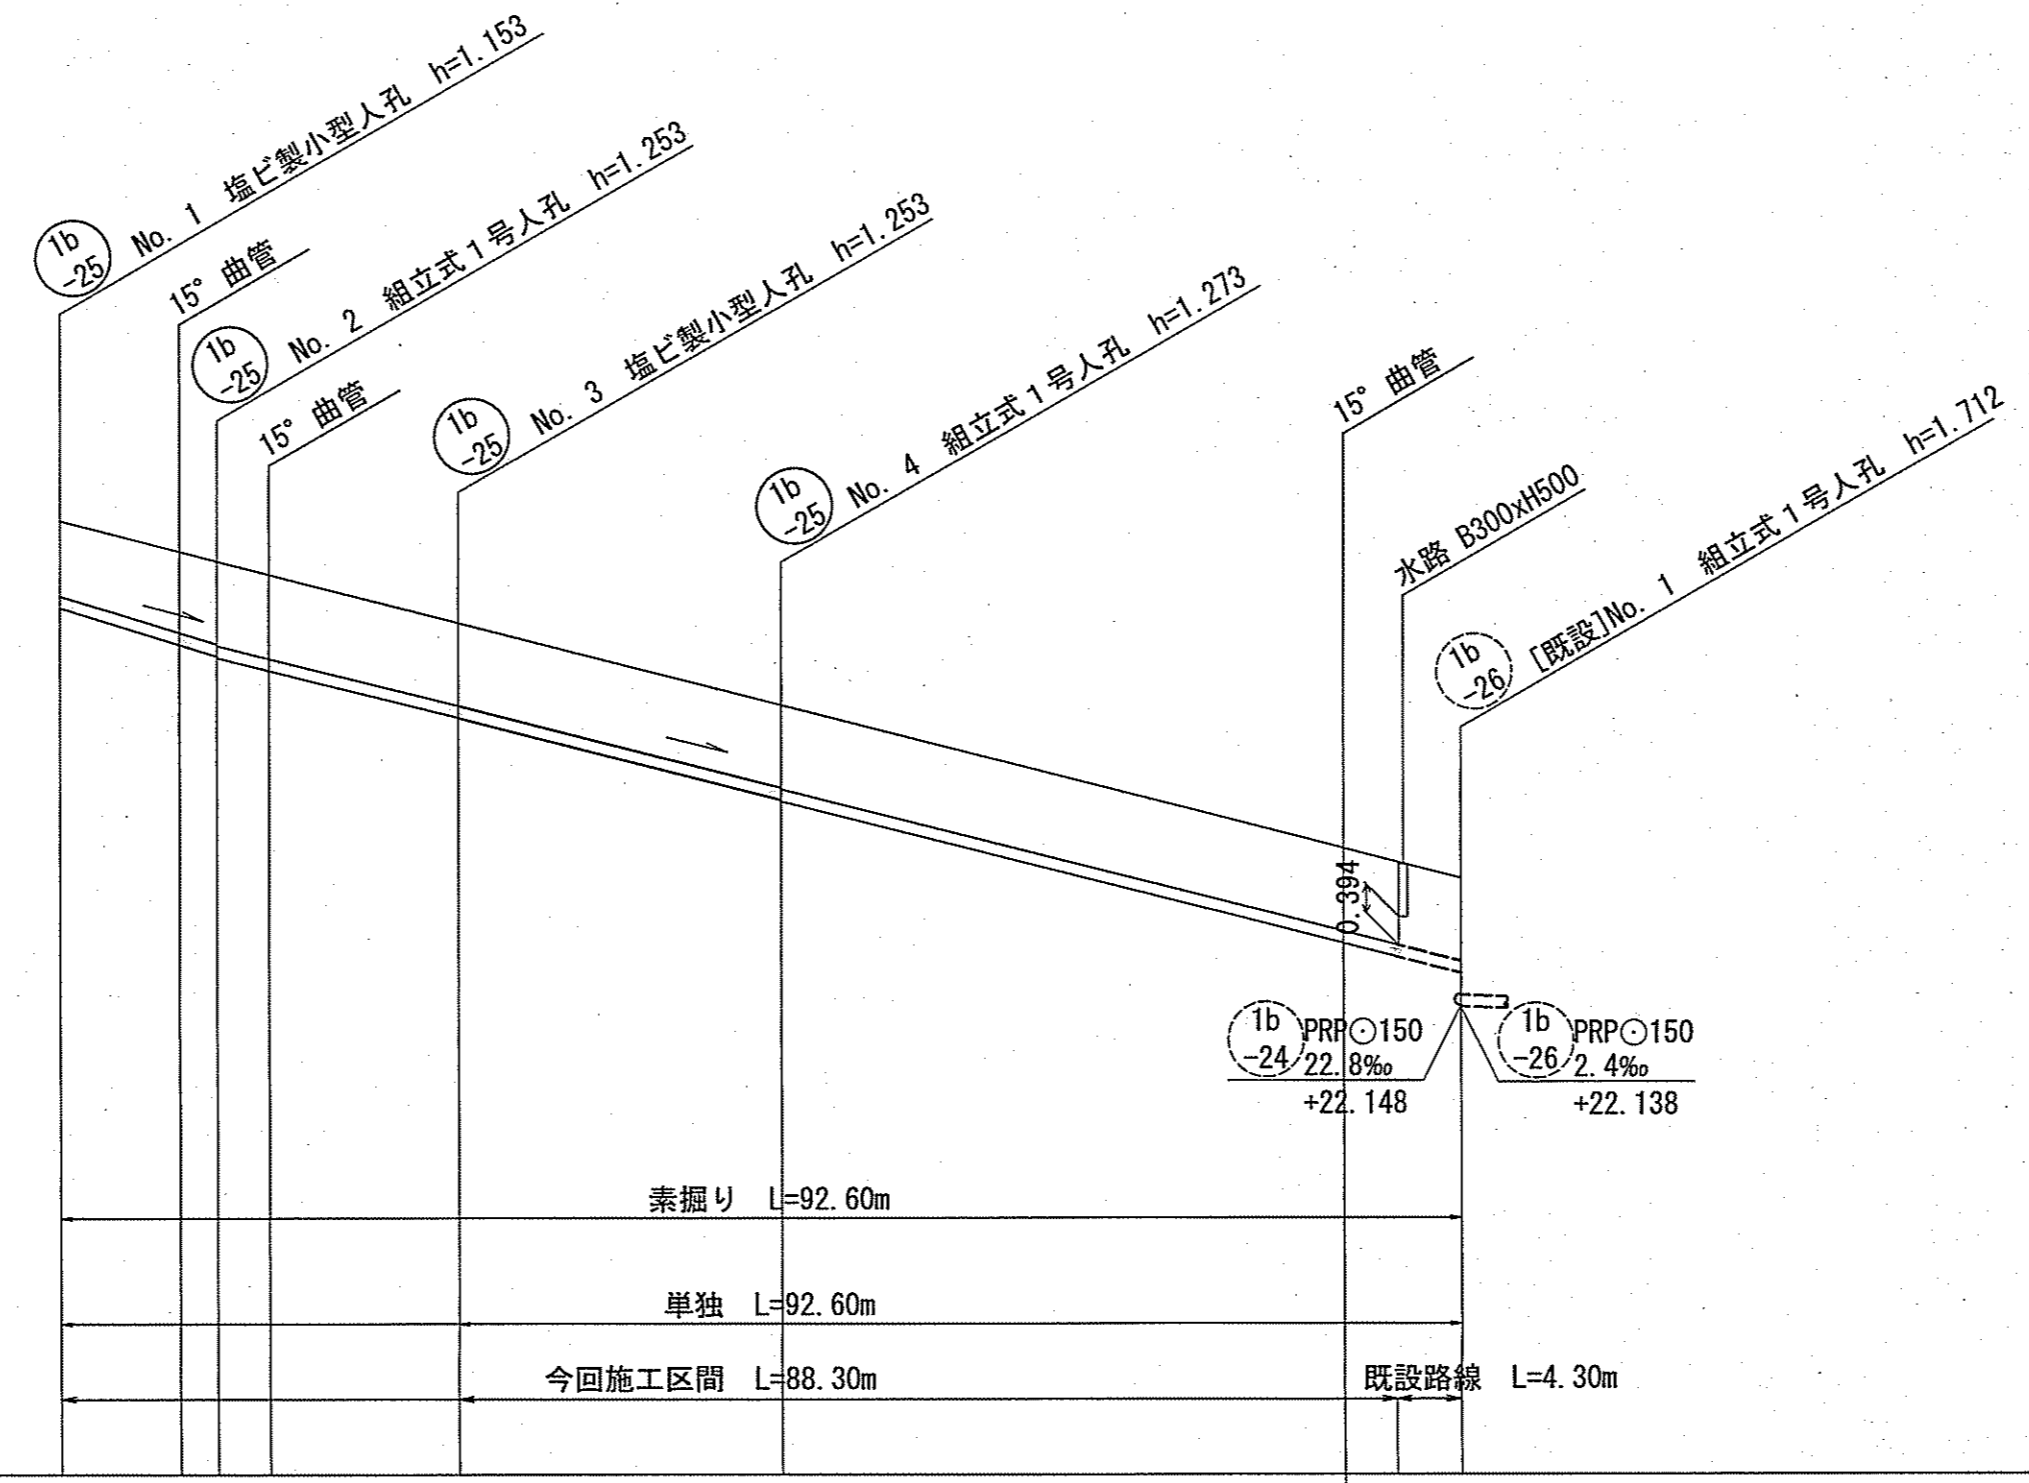 1b
-25
No. 1 塩ビ製小型人孔 h=1.153
15° 曲管
1b
-25
No. 2 組立式1号人孔 h=1.253
15° 曲管
1b
-25
No. 3 塩ビ製小型人孔 h=1.253
1b
-25
No. 4 組立式1号人孔 h=1.273
15° 曲管
水路 B300xH500
1b
-26
[既設]No. 1 組立式1号人孔 h=1.712
0.394
1b
-24
PRP⊙150
22.8‰
+22.148
1b
-26
PRP⊙150
2.4‰
+22.138
素掘り L=92.60m
単独 L=92.60m
今回施工区間 L=88.30m
既設路線 L=4.30m